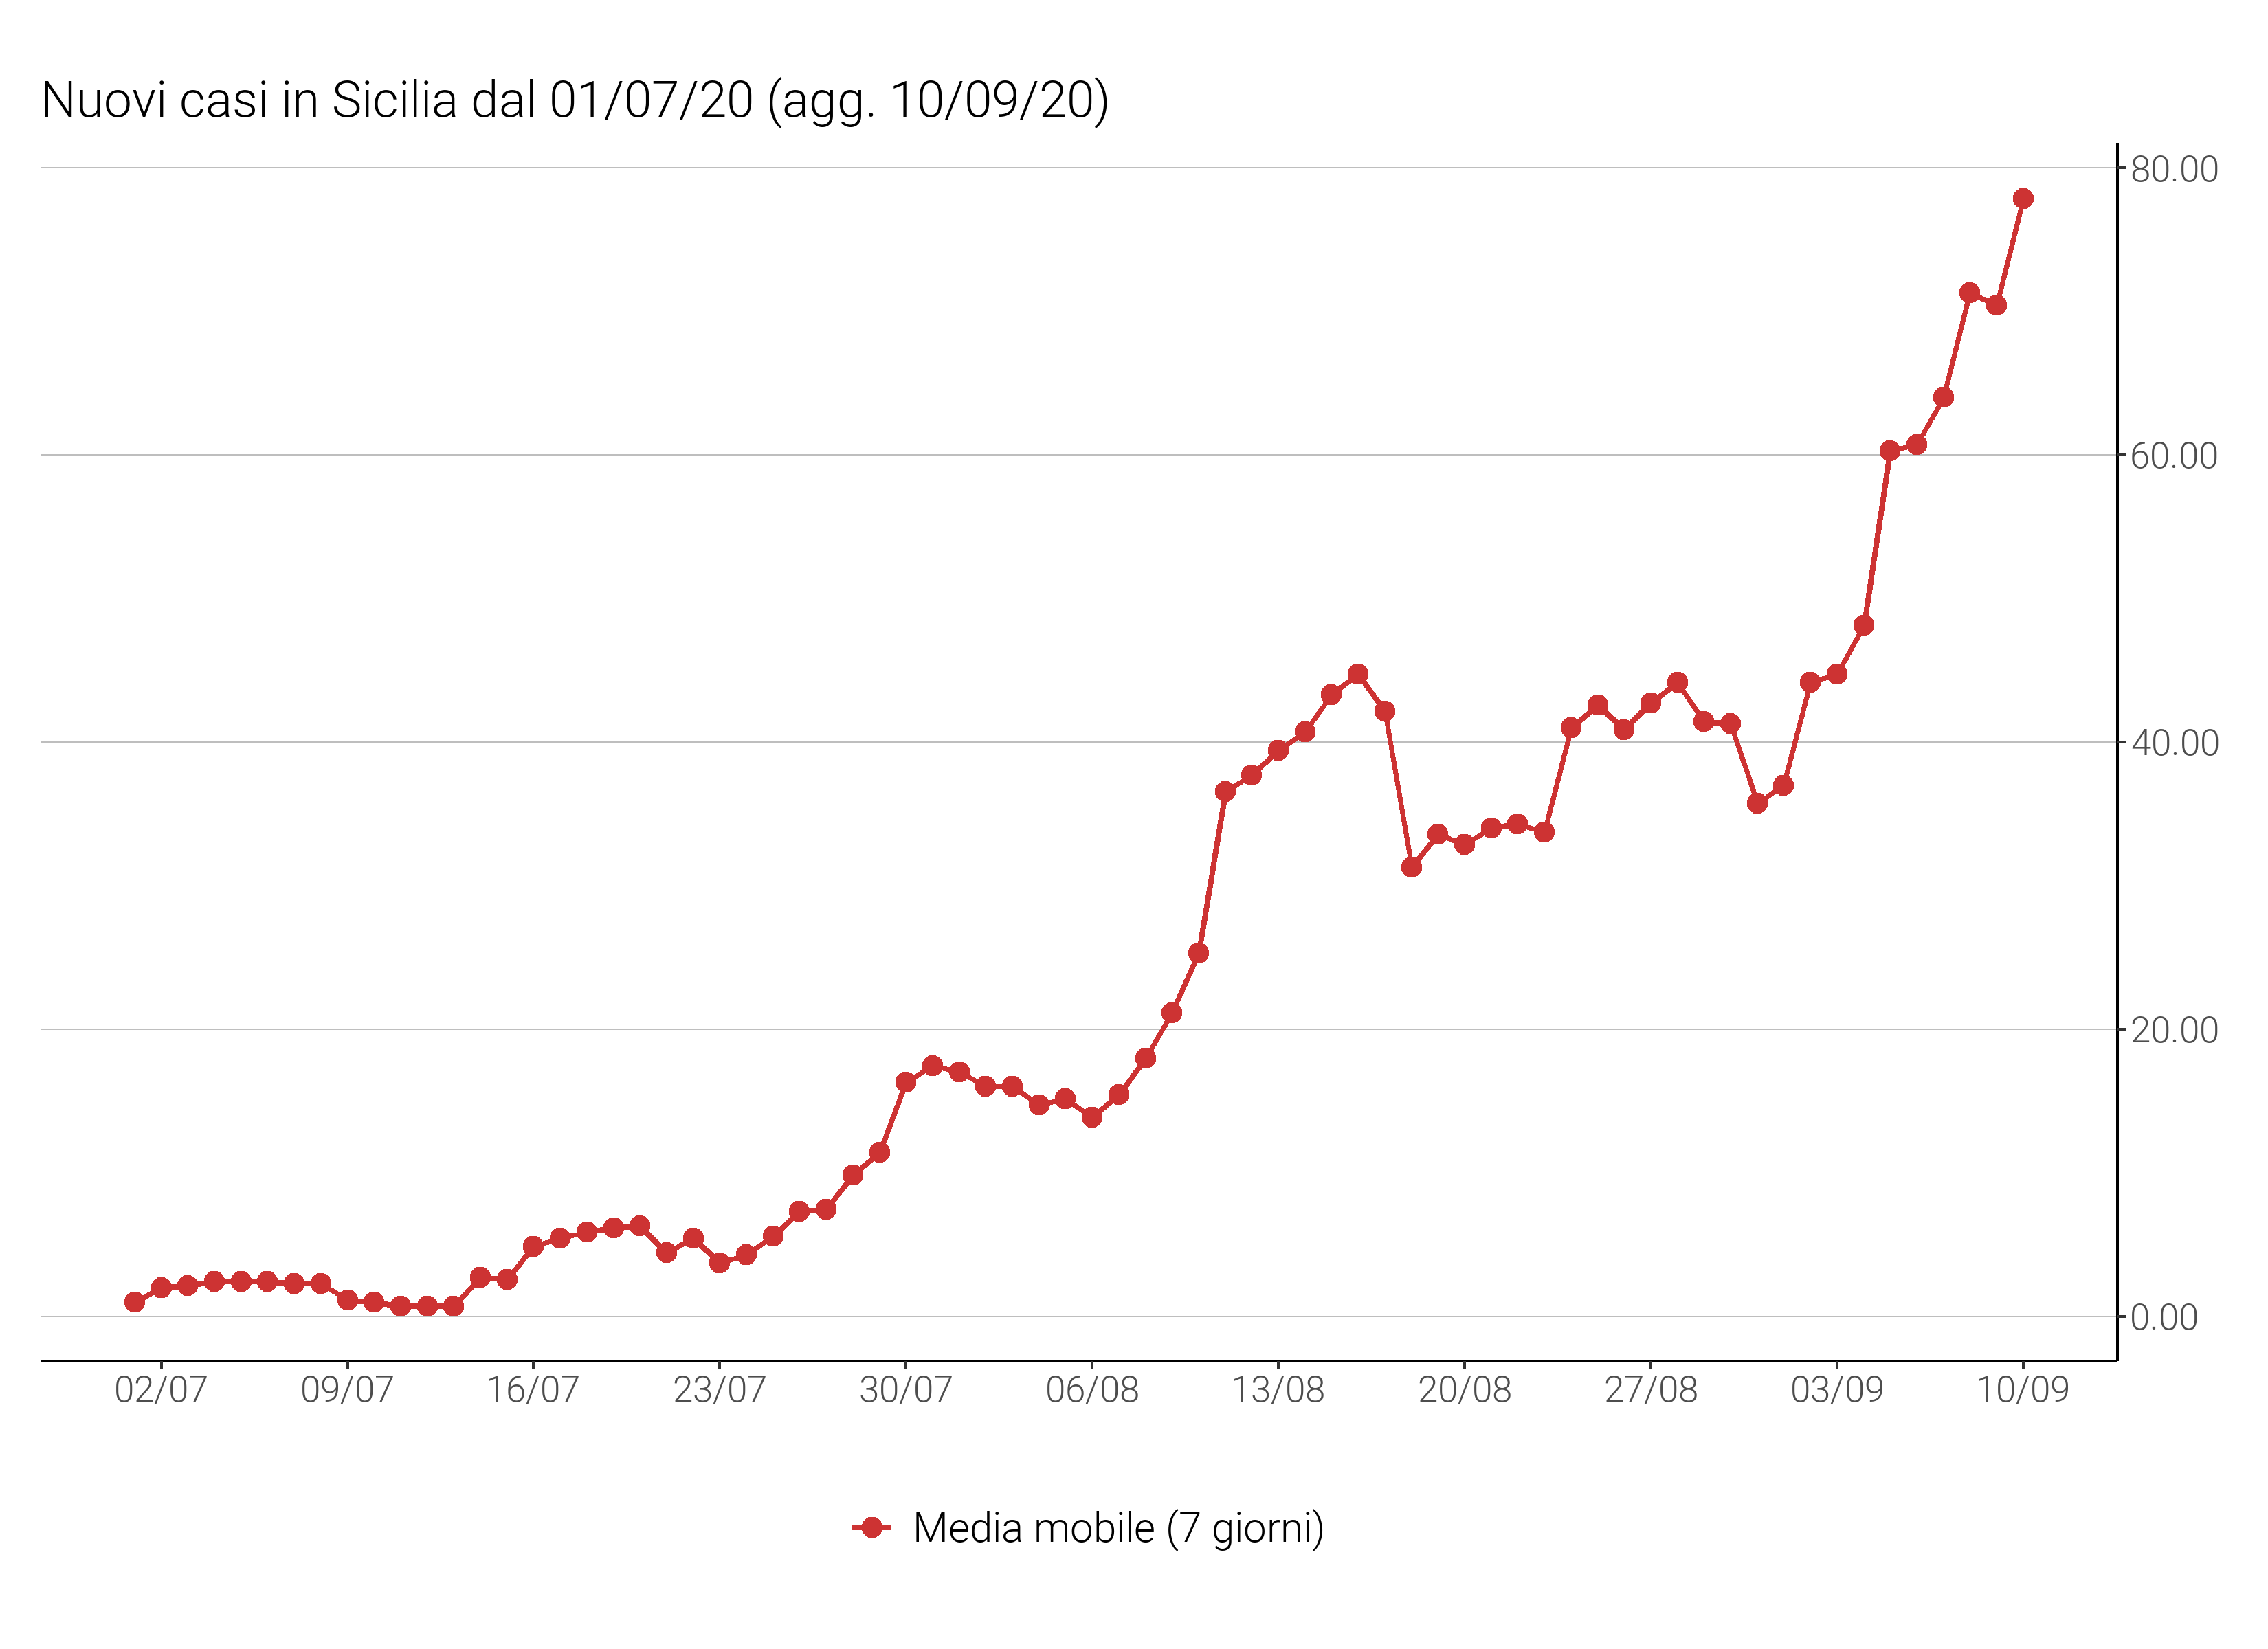 Nuovi casi in Sicilia dal 01/07/20 (agg. 10/09/20)
80.00
60.00
40.00
20.00
0.00
02/07 09/07 16/07 23/07 30/07 06/08 13/08 20/08 27/08 03/09 10/09
Media mobile (7 giorni)